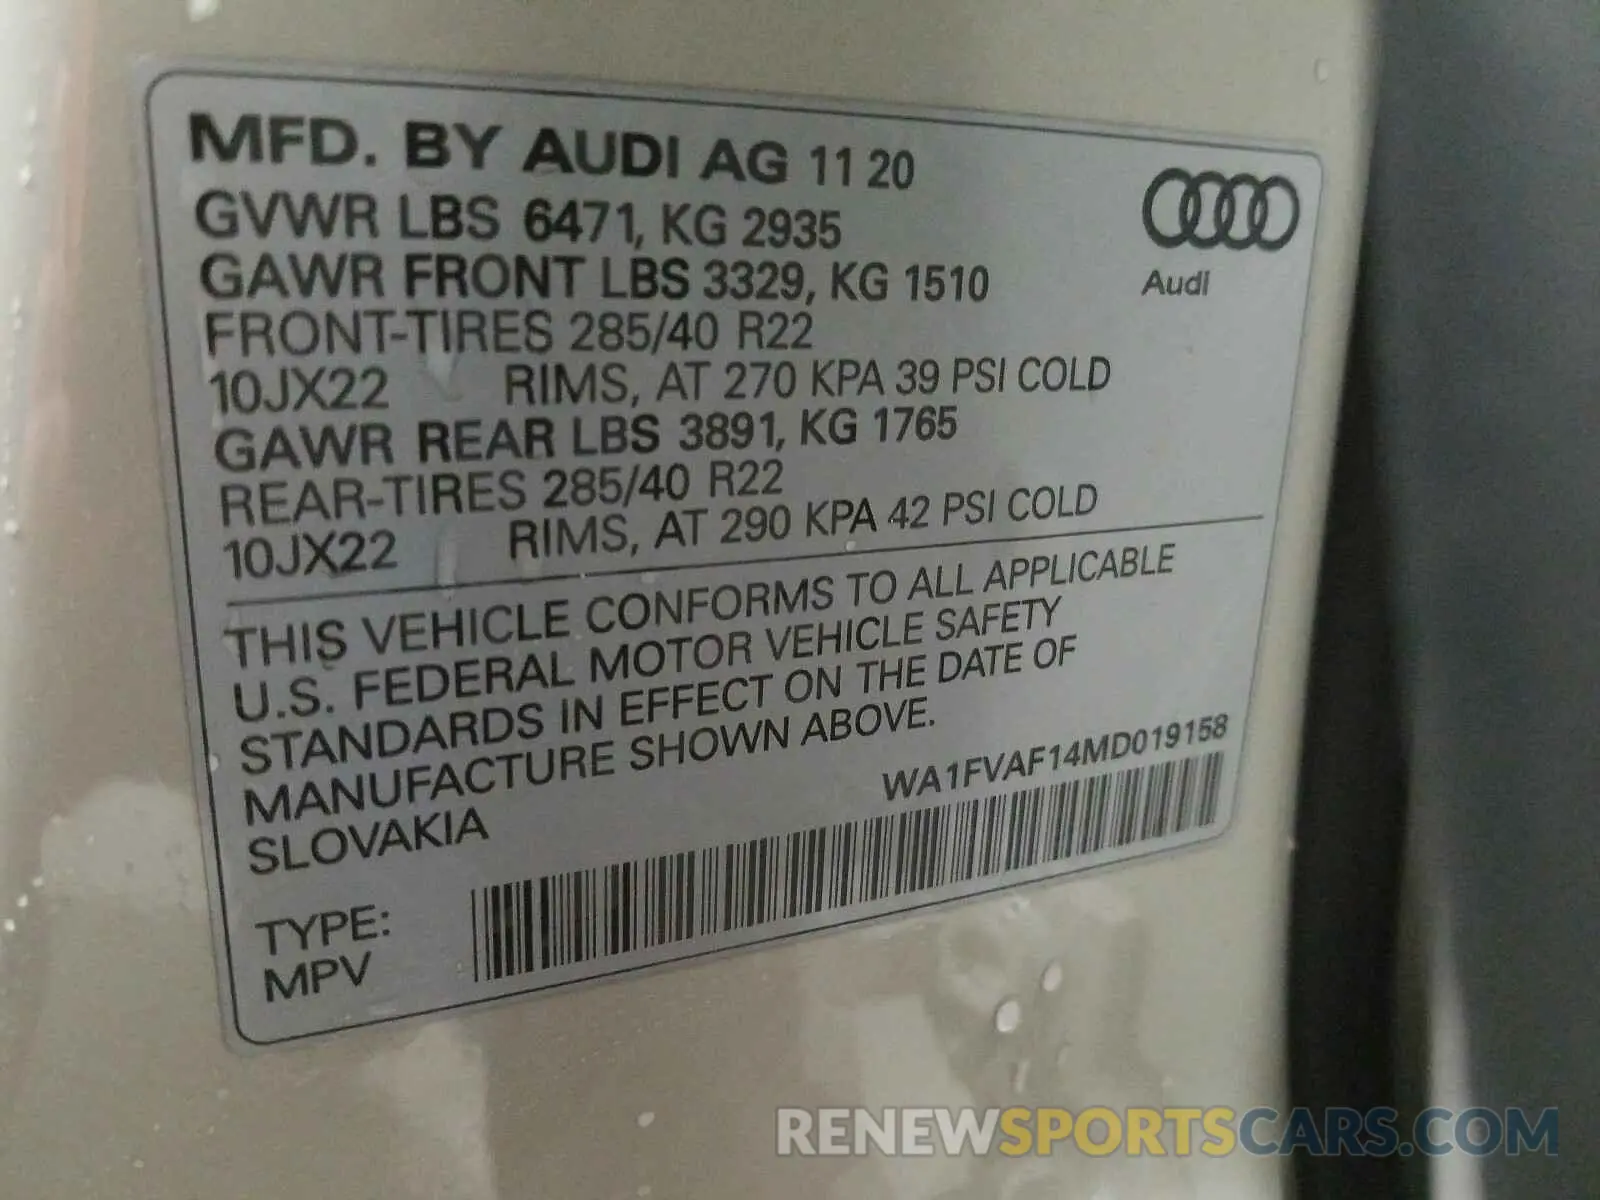 MFD. BY AUDI AG 11 20
GVWR LBS 6471, KG 2935
GAWR FRONT LBS 3329, KG 1510
FRONT-TIRES 285/40 R22
10JX22 RIMS, AT 270 KPA 39 PSI COLD
GAWR REAR LBS 3891, KG 1765
REAR-TIRES 285/40 R22
10JX22 RIMS, AT 290 KPA 42 PSI COLD
Audi
THIS VEHICLE CONFORMS TO ALL APPLICABLE
U.S. FEDERAL MOTOR VEHICLE SAFETY
STANDARDS IN EFFECT ON THE DATE OF
MANUFACTURE SHOWN ABOVE.
SLOVAKIA
WA1FVAF14MD019158
TYPE:
MPV
RENEWSPORTSCARS.COM